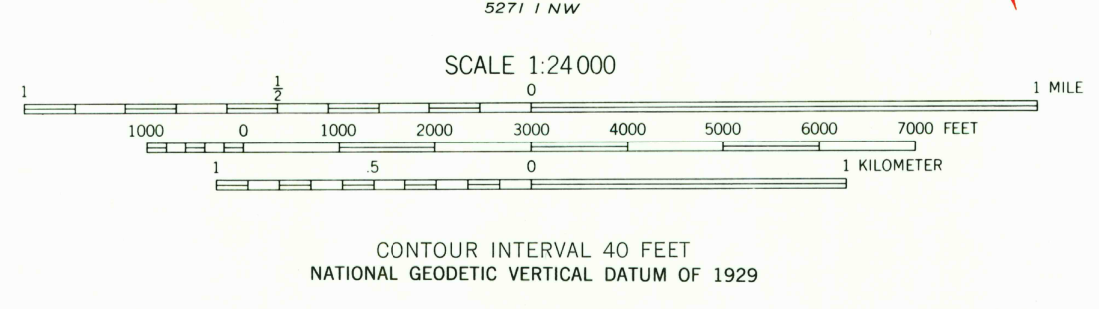 5271 I NW
SCALE 1:24 000
1 1/2 0 1 MILE
1000 0 1000 2000 3000 4000 5000 6000 7000 FEET
1 .5 0 1 KILOMETER
CONTOUR INTERVAL 40 FEET
NATIONAL GEODETIC VERTICAL DATUM OF 1929